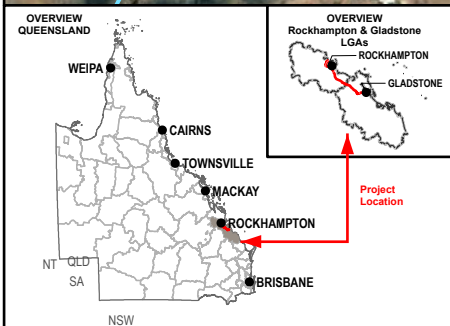 OVERVIEW
QUEENSLAND
WEIPA
CAIRNS
TOWNSVILLE
MACKAY
ROCKHAMPTON
BRISBANE
NT
QLD
SA
NSW
OVERVIEW
Rockhampton & Gladstone
LGAs
ROCKHAMPTON
GLADSTONE
Project
Location